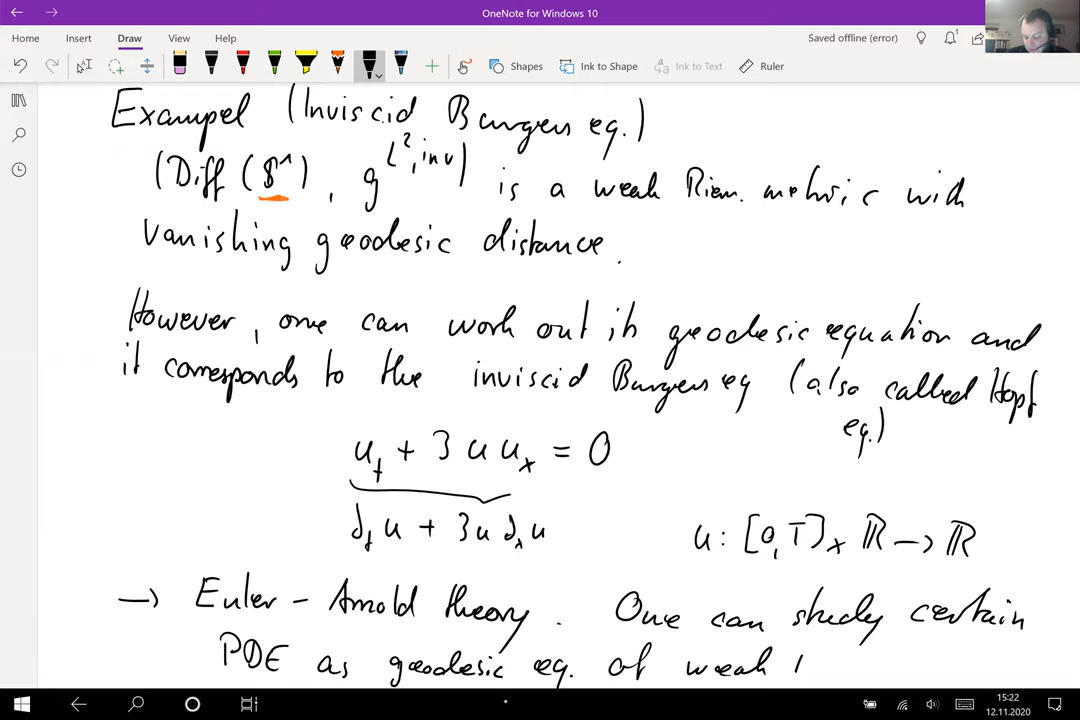 OneNote for Windows 10
Home Insert Draw View Help
Saved offline (error)
Shapes Ink to Shape Ink to Text Ruler
Exampel (Inviscid Burgers eq.)
(Diff (𝕊¹), g^{L²,inv}) is a weak Riem. metric with
vanishing geodesic distance.
However, one can work out its geodesic equation and
it corresponds to the inviscid Burgers eq (also called Hopf
eq.)
u_t + 3 u u_x = 0
∂_t u + 3u ∂_x u
u : [0,T] × ℝ → ℝ
→ Euler - Arnold theory. One can study certain
PDE as geodesic eq. of weak
15:22
12.11.2020